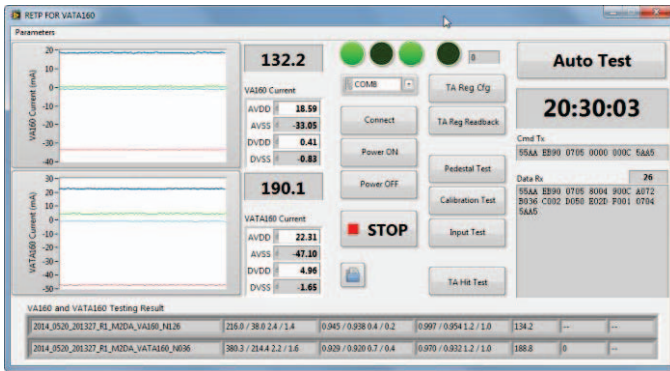 RETP FOR VATA160
Parameters
VA160 Current (mA)
20
10
0
-10
-20
-30
-40
132.2
VA160 Current
AVDD 18.59
AVSS -33.05
DVDD 0.41
DVSS -0.83
VATA160 Current (mA)
30
20
10
0
-10
-20
-30
-40
-50
190.1
VATA160 Current
AVDD 22.31
AVSS -47.10
DVDD 4.96
DVSS -1.65
0
COM8
Connect
Power ON
Power OFF
STOP
TA Reg Cfg
TA Reg Readback
Pedestal Test
Calibration Test
Input Test
TA Hit Test
Auto Test
20:30:03
Cmd Tx
55AA EB90 0705 0000 000C 5AA5
Data Rx 26
55AA EB90 0705 8004 900C A072
B036 C002 D050 E02D F001 0704
5AA5
VA160 and VATA160 Testing Result
2014_0520_201327_R1_M2DA_VA160_N126 216.0 / 38.0 2.4 / 1.4 0.945 / 0.938 0.4 / 0.2 0.997 / 0.954 1.2 / 1.0 134.2 -- --
2014_0520_201327_R1_M2DA_VATA160_N036 380.3 / 214.4 2.2 / 1.6 0.929 / 0.920 0.7 / 0.4 0.970 / 0.932 1.2 / 1.0 188.8 0 --